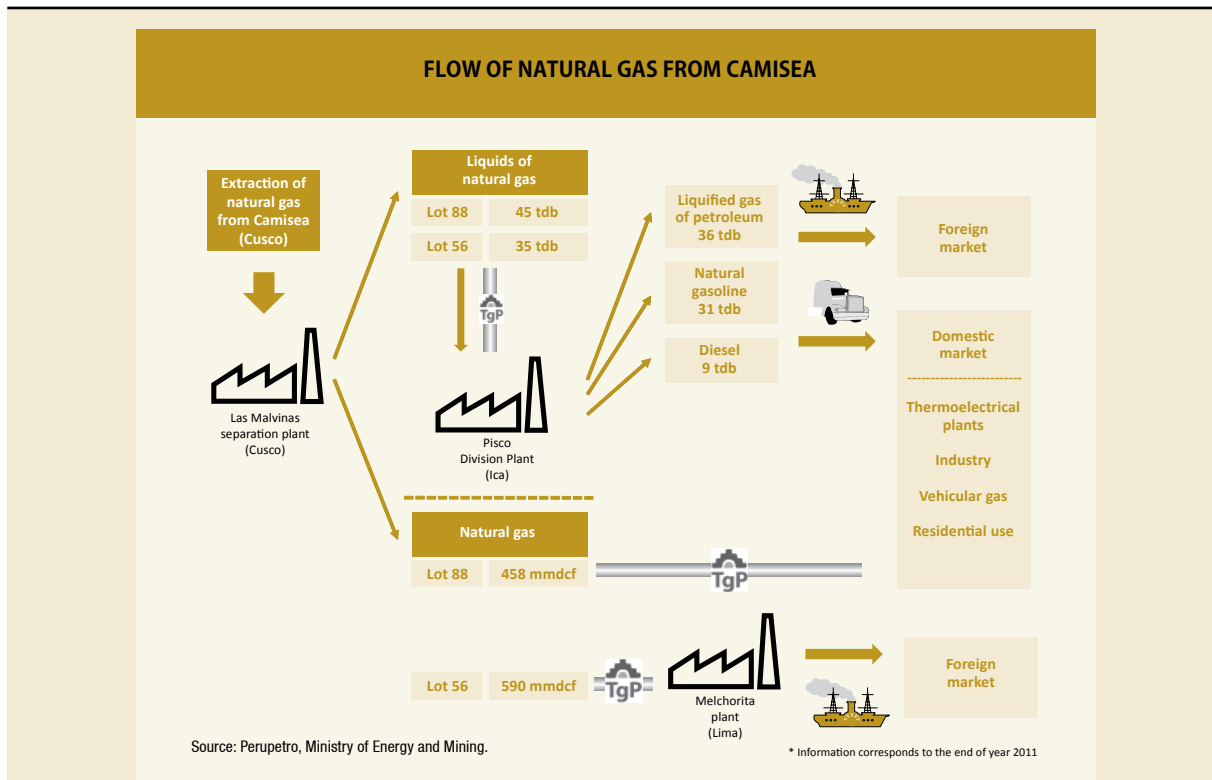 FLOW OF NATURAL GAS FROM CAMISEA
Extraction of
natural gas
from Camisea
(Cusco)
Las Malvinas
separation plant
(Cusco)
Liquids of
natural gas
Lot 88 45 tdb
Lot 56 35 tdb
TgP
Pisco
Division Plant
(Ica)
Liquified gas
of petroleum
36 tdb
Natural
gasoline
31 tdb
Diesel
9 tdb
Foreign
market
Domestic
market
Thermoelectrical
plants
Industry
Vehicular gas
Residential use
Natural gas
Lot 88 458 mmdcf
TgP
Lot 56 590 mmdcf
TgP
Melchorita
plant
(Lima)
Foreign
market
Source: Perupetro, Ministry of Energy and Mining.
* Information corresponds to the end of year 2011